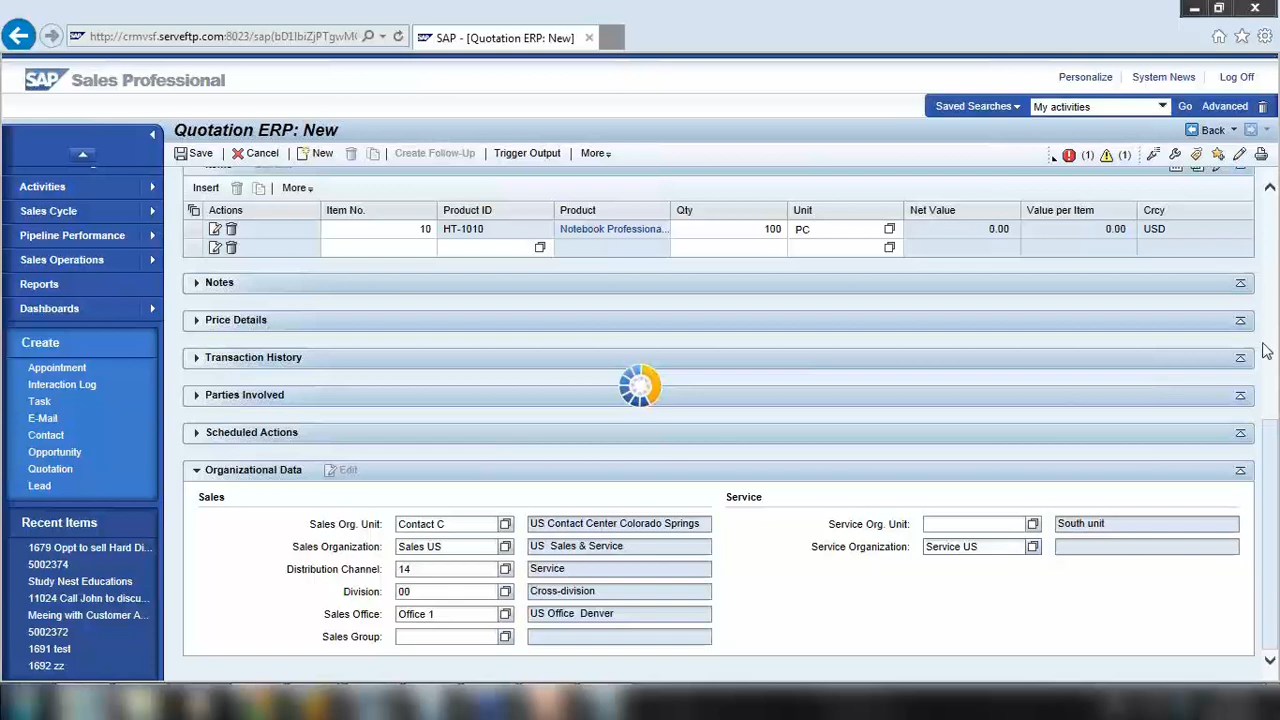 http://crmvsf.serveftp.com:8023/sap(bD1lbiZjPTgwM
SAP - [Quotation ERP: New]
SAP Sales Professional
Personalize System News Log Off
Saved Searches My activities Go Advanced
Quotation ERP: New
Back
Save Cancel New Create Follow-Up Trigger Output More
(1) (1)
Activities
Sales Cycle
Pipeline Performance
Sales Operations
Reports
Dashboards
Create
Appointment
Interaction Log
Task
E-Mail
Contact
Opportunity
Quotation
Lead
Recent Items
1679 Oppt to sell Hard Di...
5002374
Study Nest Educations
11024 Call John to discu...
Meeing with Customer A...
5002372
1691 test
1692 zz
Insert More
Actions Item No. Product ID Product Qty Unit Net Value Value per Item Crcy
10 HT-1010 Notebook Professiona... 100 PC 0.00 0.00 USD
Notes
Price Details
Transaction History
Parties Involved
Scheduled Actions
Organizational Data Edit
Sales Service
Sales Org. Unit: Contact C US Contact Center Colorado Springs Service Org. Unit: South unit
Sales Organization: Sales US US Sales & Service Service Organization: Service US
Distribution Channel: 14 Service
Division: 00 Cross-division
Sales Office: Office 1 US Office Denver
Sales Group: